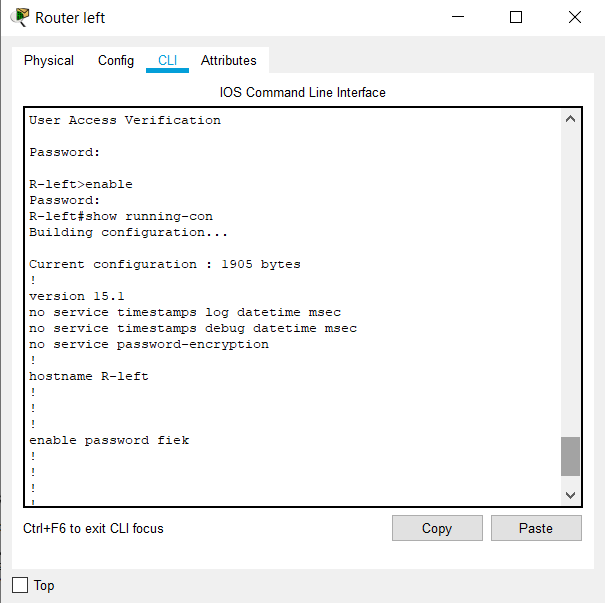 Router left
Physical Config CLI Attributes
IOS Command Line Interface
User Access Verification
Password:
R-left>enable
Password:
R-left#show running-con
Building configuration...
Current configuration : 1905 bytes
!
version 15.1
no service timestamps log datetime msec
no service timestamps debug datetime msec
no service password-encryption
!
hostname R-left
!
!
!
enable password fiek
!
!
!
!
Ctrl+F6 to exit CLI focus
Copy Paste
Top